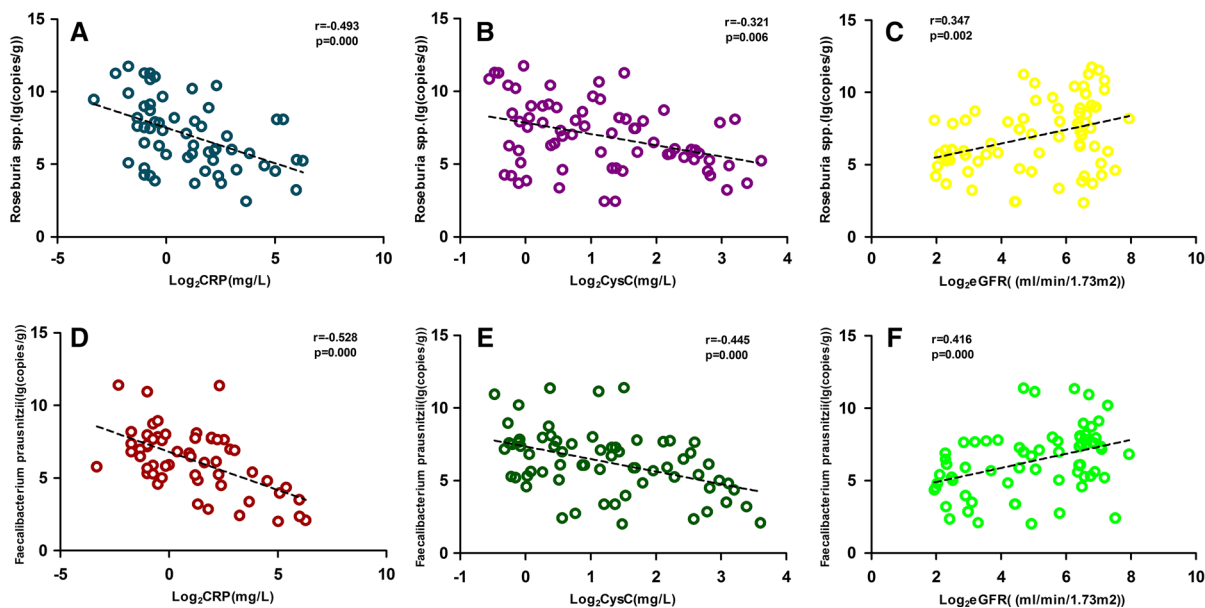 A
r=-0.493
p=0.000
Roseburia spp.(lg(copies/g))
15
10
5
0
-5
0
5
10
Log₂CRP(mg/L)
B
r=-0.321
p=0.006
Roseburia spp.(lg(copies/g))
15
10
5
0
-1
0
1
2
3
4
Log₂CysC(mg/L)
C
r=0.347
p=0.002
Roseburia spp.(lg(copies/g))
15
10
5
0
0
2
4
6
8
10
Log₂eGFR( (ml/min/1.73m2))
D
r=-0.528
p=0.000
Faecalibacterium prausnitzii(lg(copies/g))
15
10
5
0
-5
0
5
10
Log₂CRP(mg/L)
E
r=-0.445
p=0.000
Faecalibacterium prausnitzii(lg(copies/g))
15
10
5
0
-1
0
1
2
3
4
Log₂CysC(mg/L)
F
r=0.416
p=0.000
Faecalibacterium prausnitzii(lg(copies/g))
15
10
5
0
0
2
4
6
8
10
Log₂eGFR( (ml/min/1.73m2))